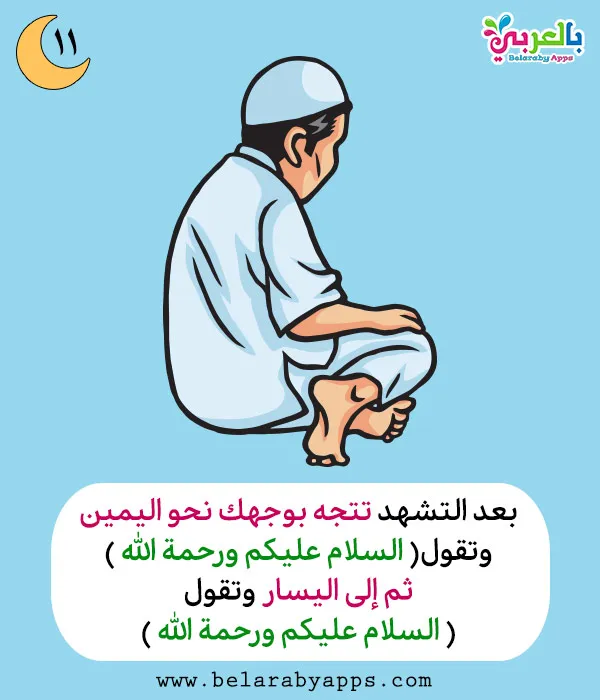 ١١
بالعربي
Belaraby Apps
بعد التشهد تتجه بوجهك نحو اليمين
وتقول( السلام عليكم ورحمة الله )
ثم إلى اليسار وتقول
( السلام عليكم ورحمة الله )
www.belarabyapps.com